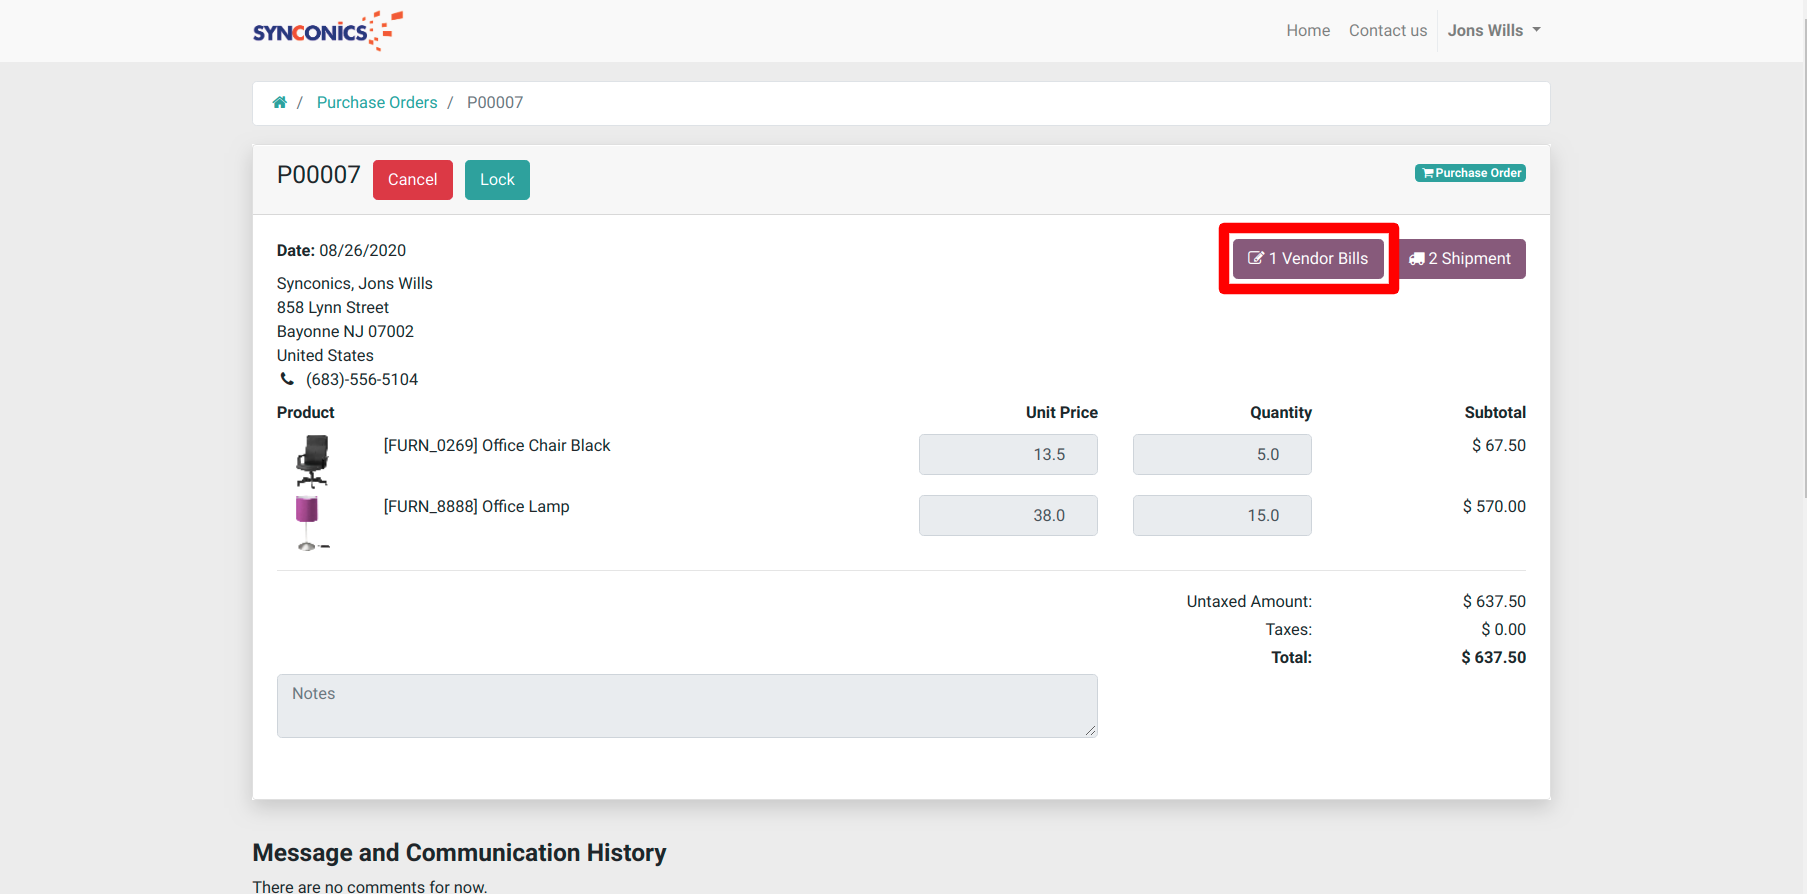 SYNCONICS
Home Contact us Jons Wills
/ Purchase Orders / P00007
P00007 Cancel Lock
Purchase Order
Date: 08/26/2020
1 Vendor Bills 2 Shipment
Synconics, Jons Wills
858 Lynn Street
Bayonne NJ 07002
United States
(683)-556-5104
Product Unit Price Quantity Subtotal
[FURN_0269] Office Chair Black 13.5 5.0 $ 67.50
[FURN_8888] Office Lamp 38.0 15.0 $ 570.00
Untaxed Amount: $ 637.50
Taxes: $ 0.00
Total: $ 637.50
Notes
Message and Communication History
There are no comments for now.